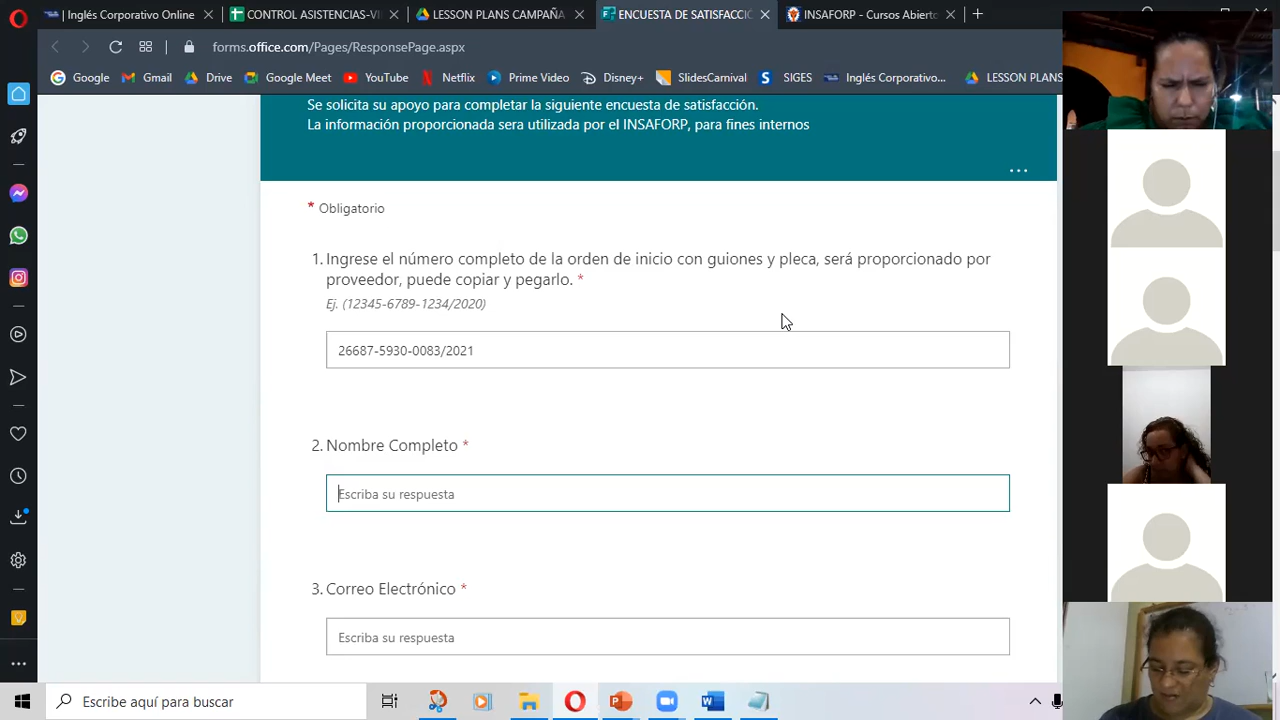 Inglés Corporativo Online
CONTROL ASISTENCIAS-VI
LESSON PLANS CAMPAÑA
ENCUESTA DE SATISFACCI
INSAFORP - Cursos Abierto
forms.office.com/Pages/ResponsePage.aspx
Google
Gmail
Drive
Google Meet
YouTube
Netflix
Prime Video
Disney+
SlidesCarnival
SIGES
Inglés Corporativo...
LESSON PLANS
Se solicita su apoyo para completar la siguiente encuesta de satisfacción.
La información proporcionada sera utilizada por el INSAFORP, para fines internos
* Obligatorio
1. Ingrese el número completo de la orden de inicio con guiones y pleca, será proporcionado por
proveedor, puede copiar y pegarlo. *
Ej. (12345-6789-1234/2020)
26687-5930-0083/2021
2. Nombre Completo *
Escriba su respuesta
3. Correo Electrónico *
Escriba su respuesta
Escribe aquí para buscar